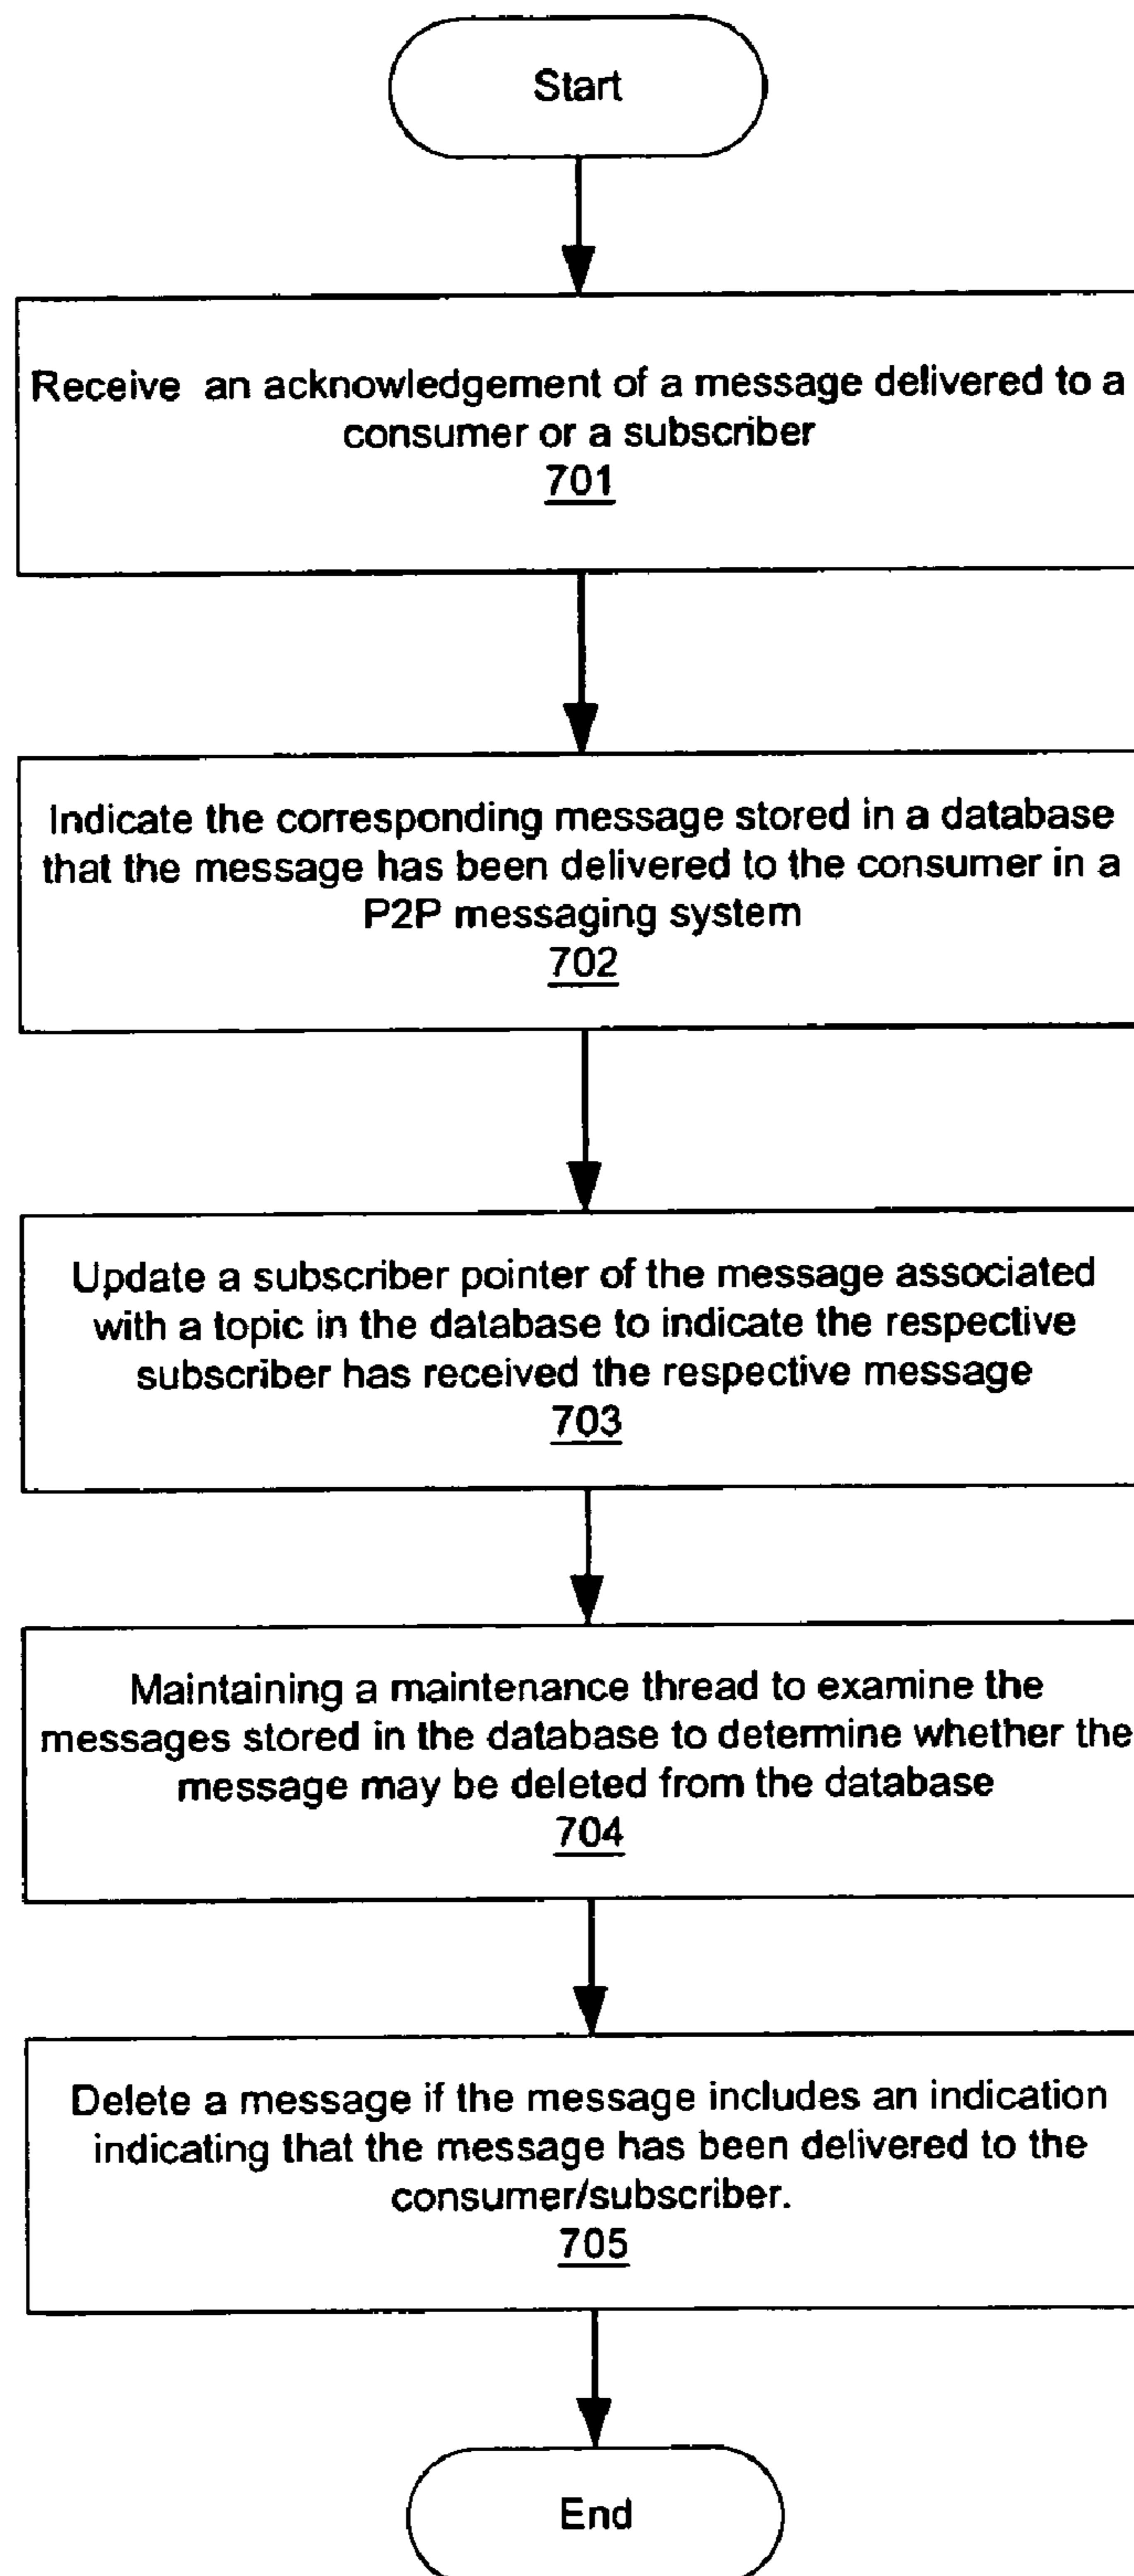 Start
Receive an acknowledgement of a message delivered to a
consumer or a subscriber
701
Indicate the corresponding message stored in a database
that the message has been delivered to the consumer in a
P2P messaging system
702
Update a subscriber pointer of the message associated
with a topic in the database to indicate the respective
subscriber has received the respective message
703
Maintaining a maintenance thread to examine the
messages stored in the database to determine whether the
message may be deleted from the database
704
Delete a message if the message includes an indication
indicating that the message has been delivered to the
consumer/subscriber.
705
End